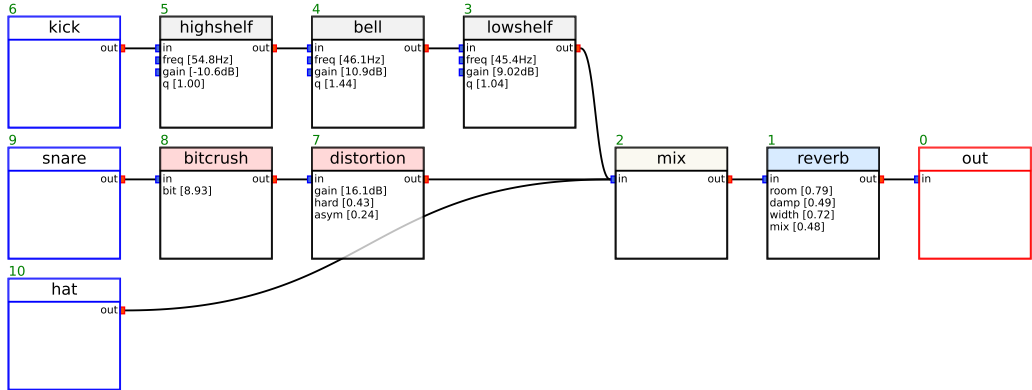 6
kick
out
5
highshelf
in out
freq [54.8Hz]
gain [-10.6dB]
q [1.00]
4
bell
in out
freq [46.1Hz]
gain [10.9dB]
q [1.44]
3
lowshelf
in out
freq [45.4Hz]
gain [9.02dB]
q [1.04]
9
snare
out
8
bitcrush
in out
bit [8.93]
7
distortion
in out
gain [16.1dB]
hard [0.43]
asym [0.24]
2
mix
in out
1
reverb
in out
room [0.79]
damp [0.49]
width [0.72]
mix [0.48]
0
out
in
10
hat
out